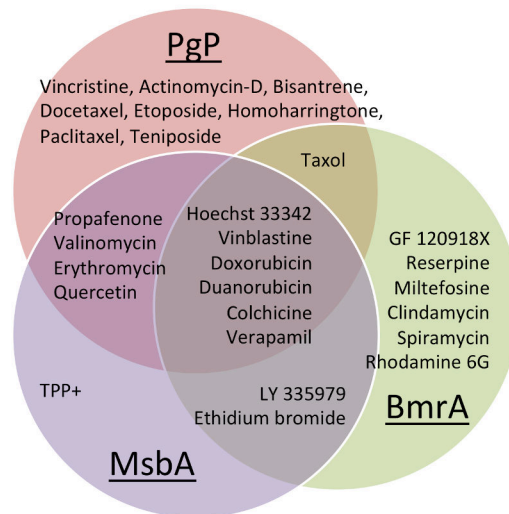 PgP
Vincristine, Actinomycin-D, Bisantrene,
Docetaxel, Etoposide, Homoharringtone,
Paclitaxel, Teniposide
Taxol
Propafenone
Valinomycin
Erythromycin
Quercetin
Hoechst 33342
Vinblastine
Doxorubicin
Duanorubicin
Colchicine
Verapamil
GF 120918X
Reserpine
Miltefosine
Clindamycin
Spiramycin
Rhodamine 6G
TPP+
LY 335979
Ethidium bromide
BmrA
MsbA